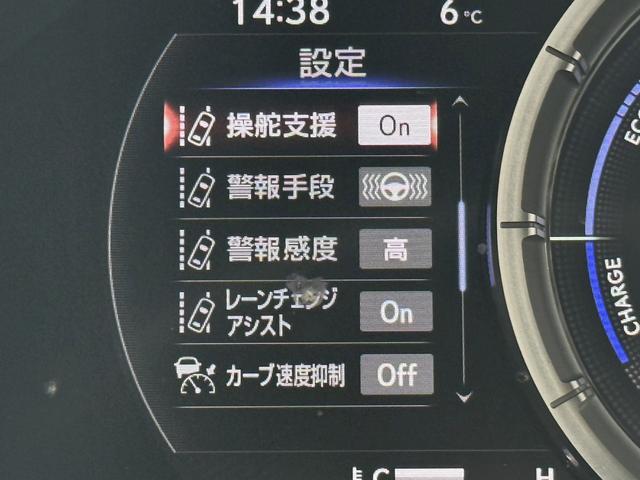 14:38 6℃
設定
操舵支援 On
警報手段
警報感度 高
レーンチェンジ
アシスト On
カーブ速度抑制 Off
C H
ECO
CHARGE